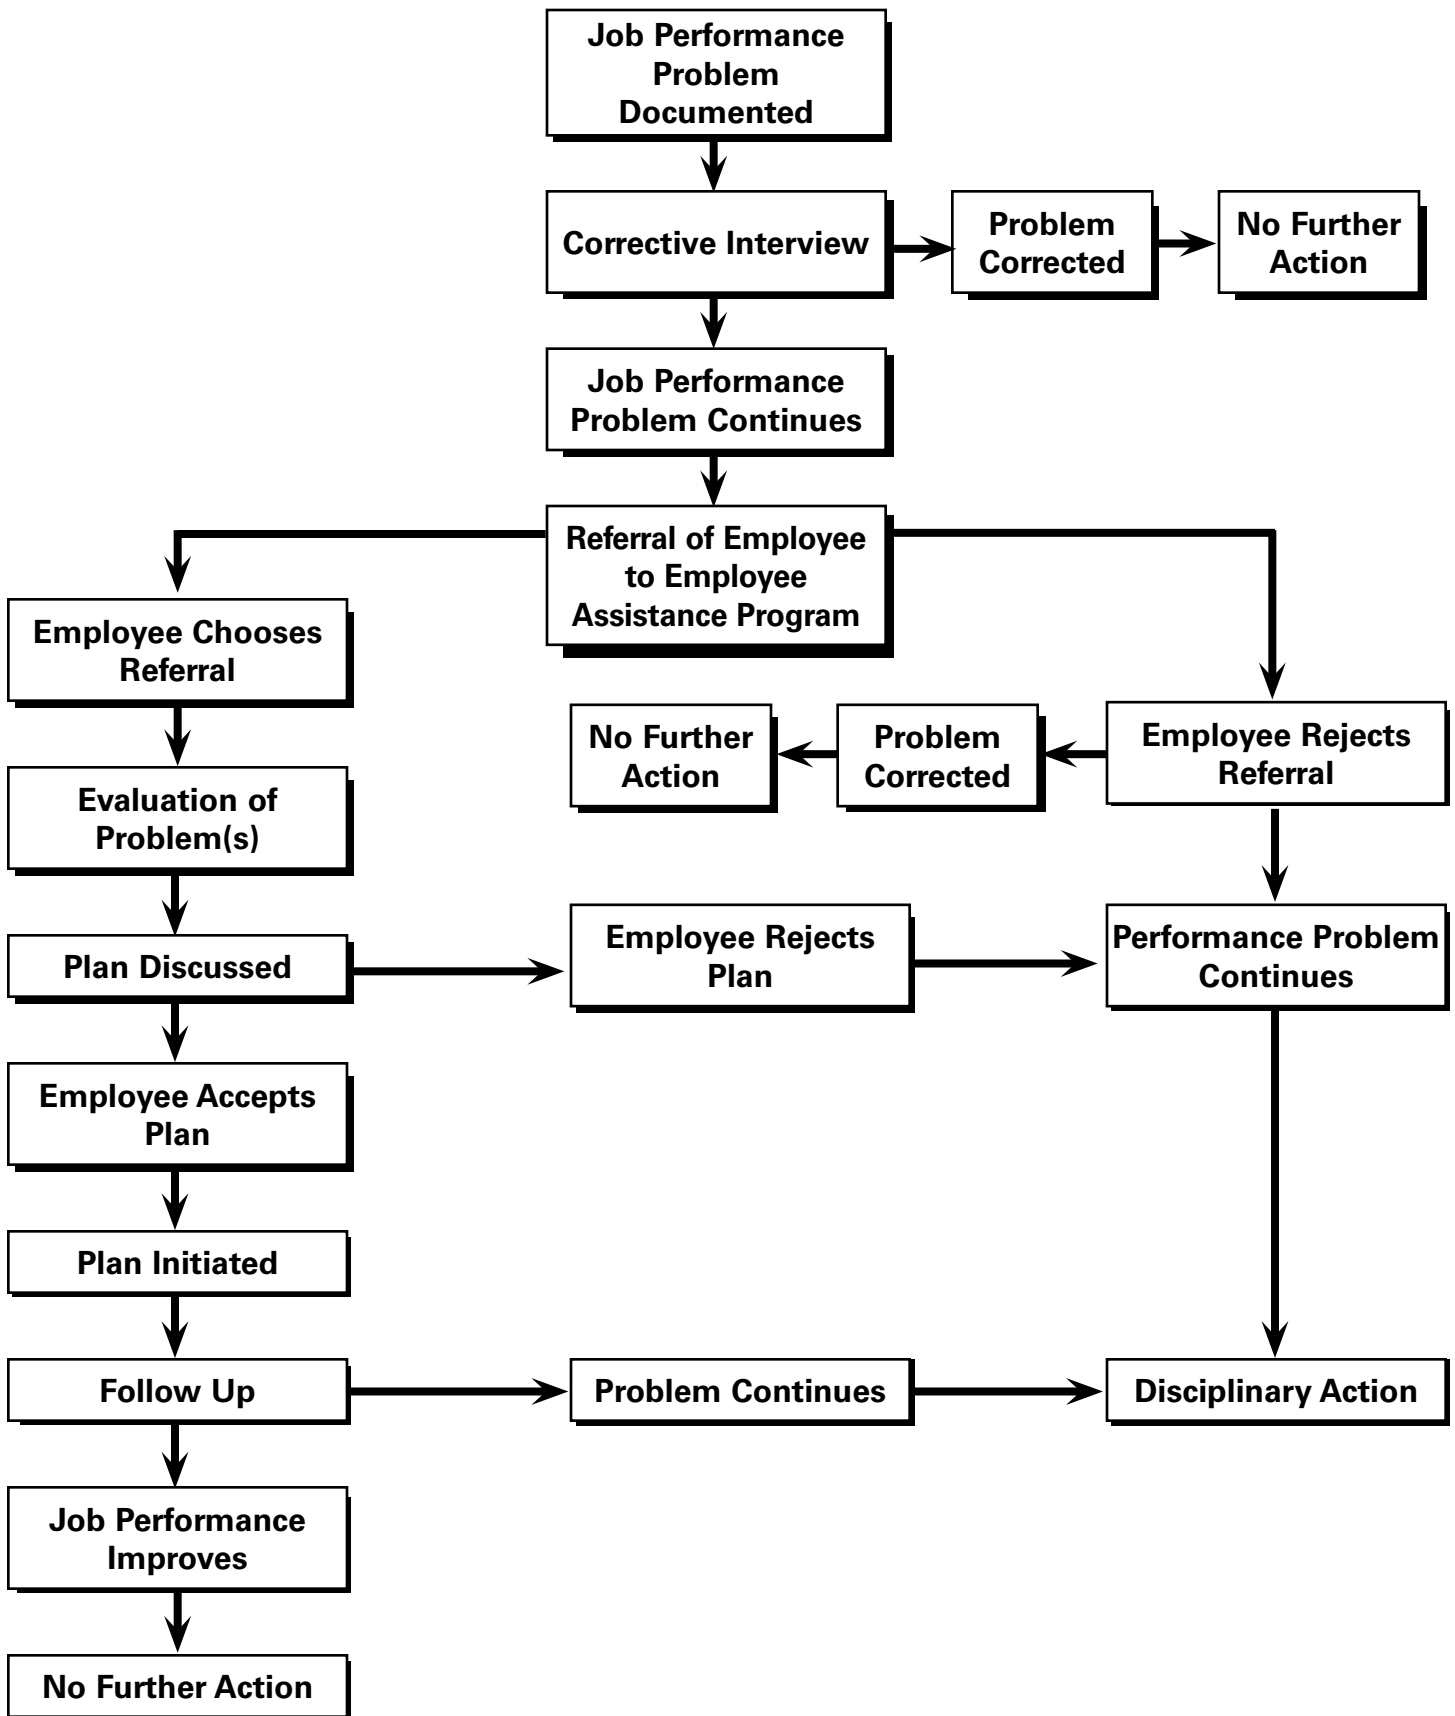 Job Performance
Problem
Documented
Corrective Interview
Problem
Corrected
No Further
Action
Job Performance
Problem Continues
Referral of Employee
to Employee
Assistance Program
Employee Chooses
Referral
No Further
Action
Problem
Corrected
Employee Rejects
Referral
Evaluation of
Problem(s)
Plan Discussed
Employee Rejects
Plan
Performance Problem
Continues
Employee Accepts
Plan
Plan Initiated
Follow Up
Problem Continues
Disciplinary Action
Job Performance
Improves
No Further Action